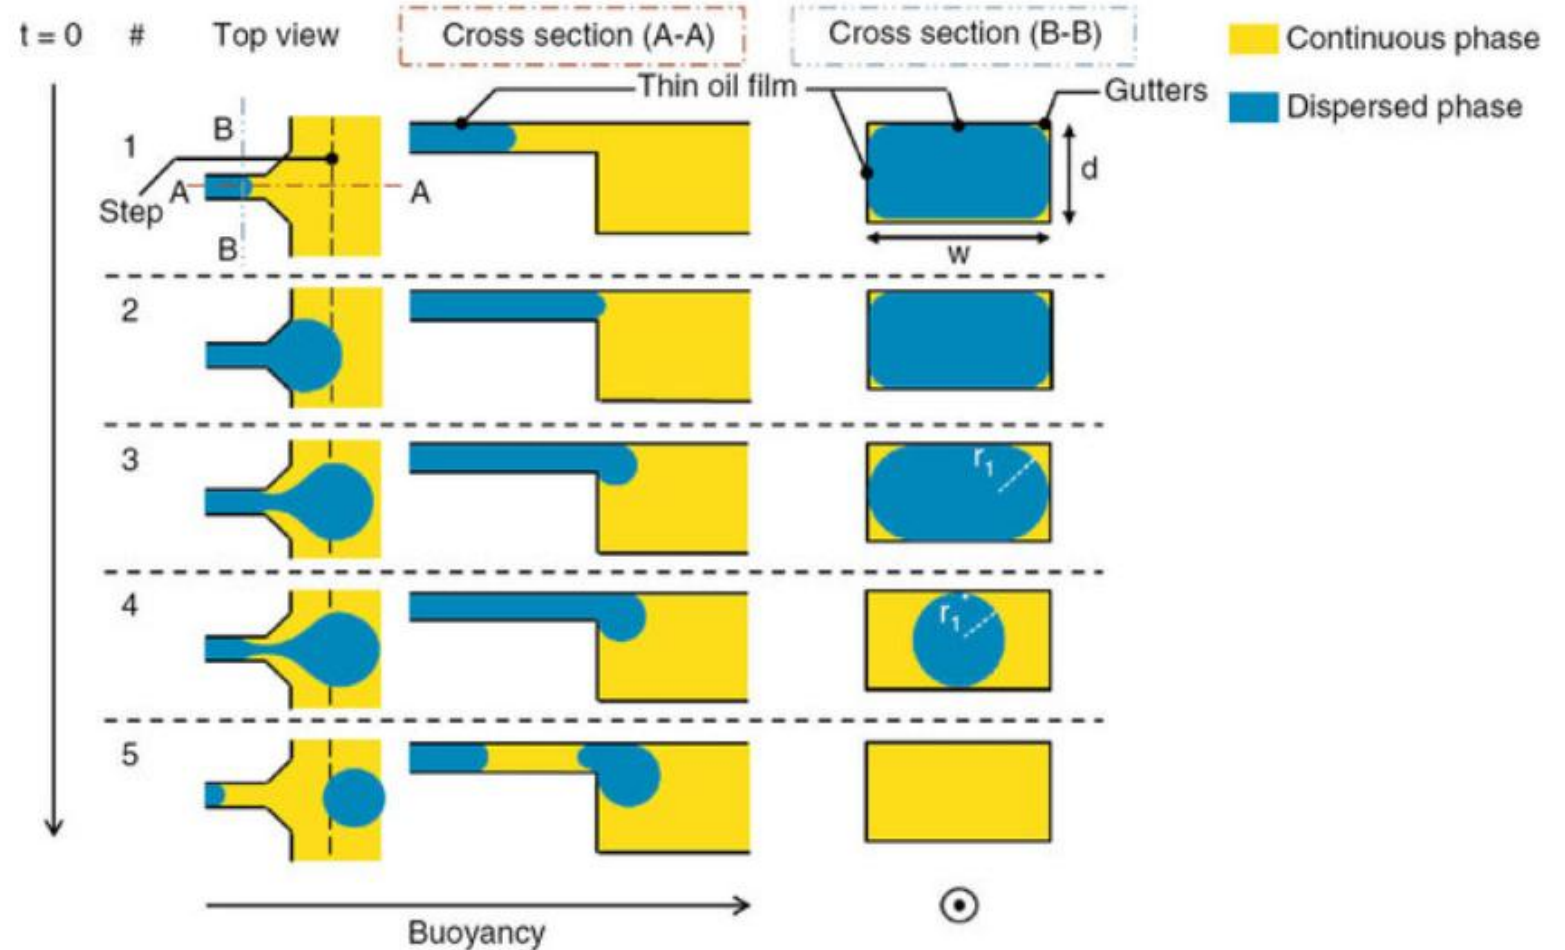 t = 0 # Top view Cross section (A-A) Cross section (B-B) Continuous phase
Dispersed phase
Thin oil film Gutters
1 B
A A
Step
B
d
w
2
3 r1
4 r1
5
Buoyancy